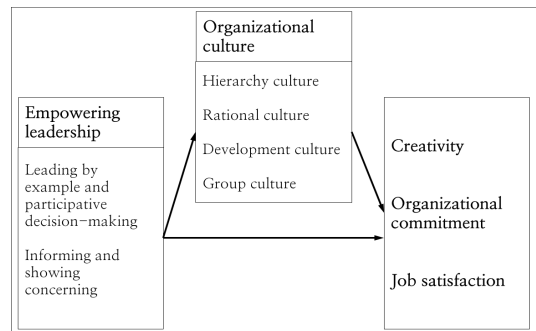 Organizational
culture
Hierarchy culture
Rational culture
Development culture
Group culture
Empowering
leadership
Leading by
example and
participative
decision-making
Informing and
showing
concerning
Creativity
Organizational
commitment
Job satisfaction